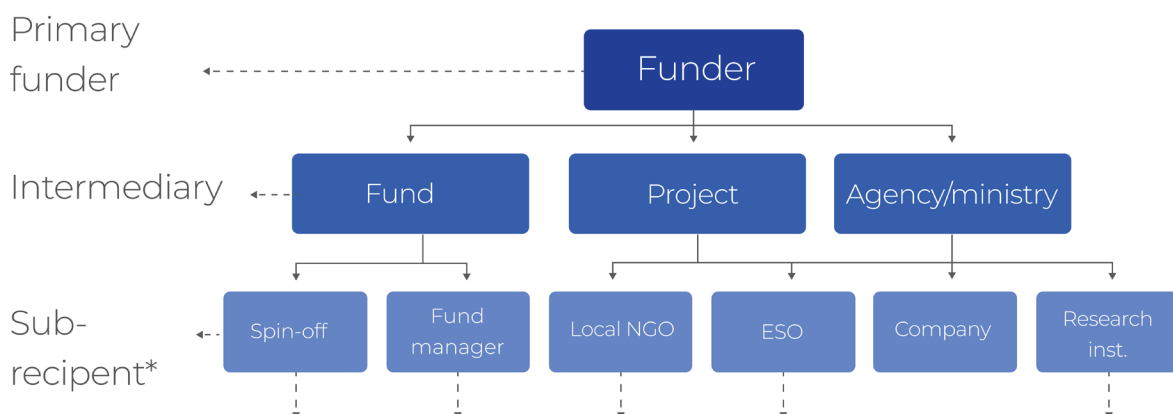 Primary
funder
Funder
Intermediary
Fund
Project
Agency/ministry
Sub-
recipent*
Spin-off
Fund
manager
Local NGO
ESO
Company
Research
inst.